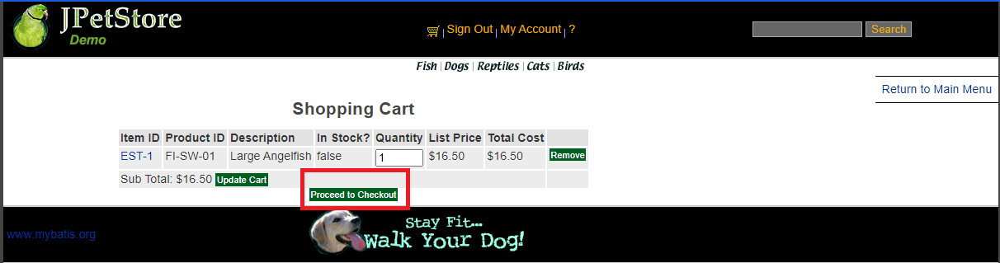 JPetStore
Demo
Sign Out | My Account | ?
Search
Fish | Dogs | Reptiles | Cats | Birds
Return to Main Menu
Shopping Cart
Item ID Product ID Description In Stock? Quantity List Price Total Cost
EST-1 FI-SW-01 Large Angelfish false 1 $16.50 $16.50 Remove
Sub Total: $16.50 Update Cart
Proceed to Checkout
www.mybatis.org
Stay Fit...
Walk Your Dog!